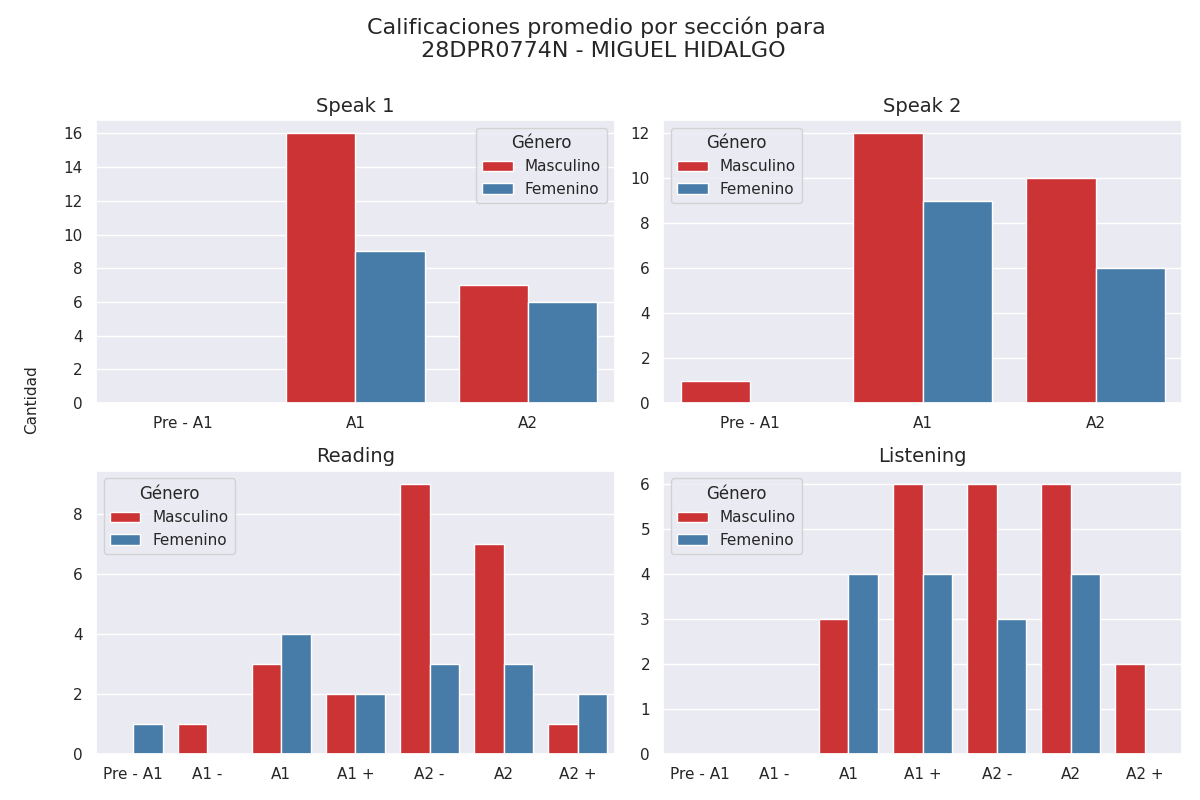 Calificaciones promedio por sección para
28DPR0774N - MIGUEL HIDALGO
Cantidad
Speak 1
16
14
12
10
8
6
4
2
0
Género
Masculino
Femenino
Pre - A1 A1 A2
Speak 2
12
10
8
6
4
2
0
Género
Masculino
Femenino
Pre - A1 A1 A2
Reading
8
6
4
2
0
Género
Masculino
Femenino
Pre - A1 A1 - A1 A1 + A2 - A2 A2 +
Listening
6
5
4
3
2
1
0
Género
Masculino
Femenino
Pre - A1 A1 - A1 A1 + A2 - A2 A2 +